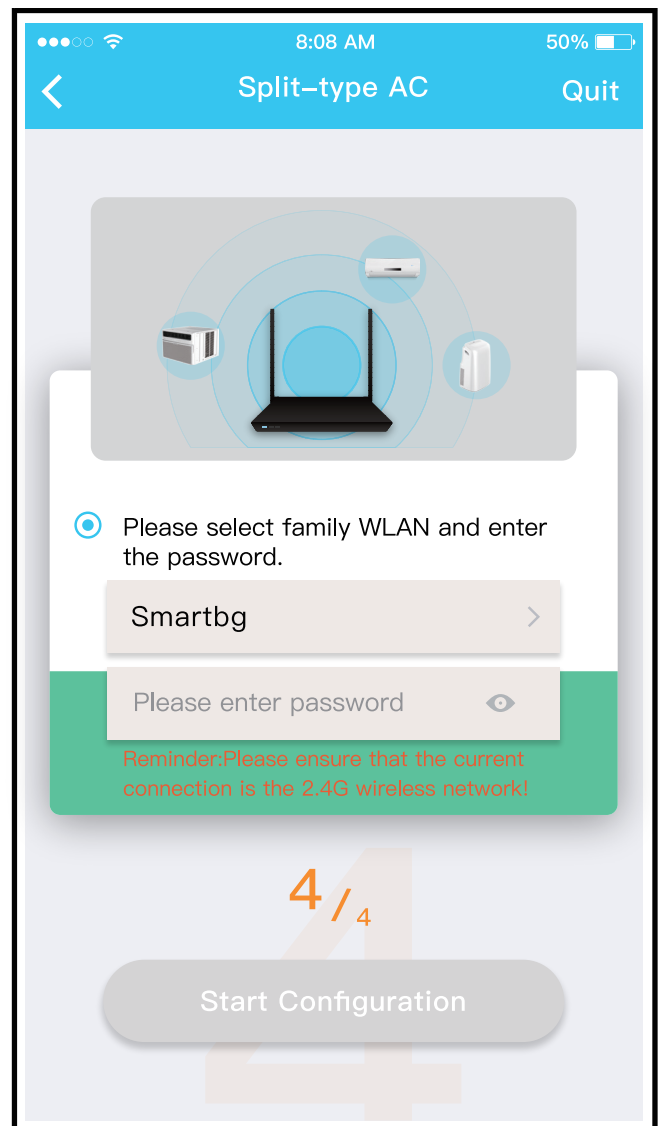 8:08 AM
50%
Split-type AC
Quit
Please select family WLAN and enter
the password.
Smartbg
Please enter password
Reminder:Please ensure that the current
connection is the 2.4G wireless network!
4/4
4
Start Configuration